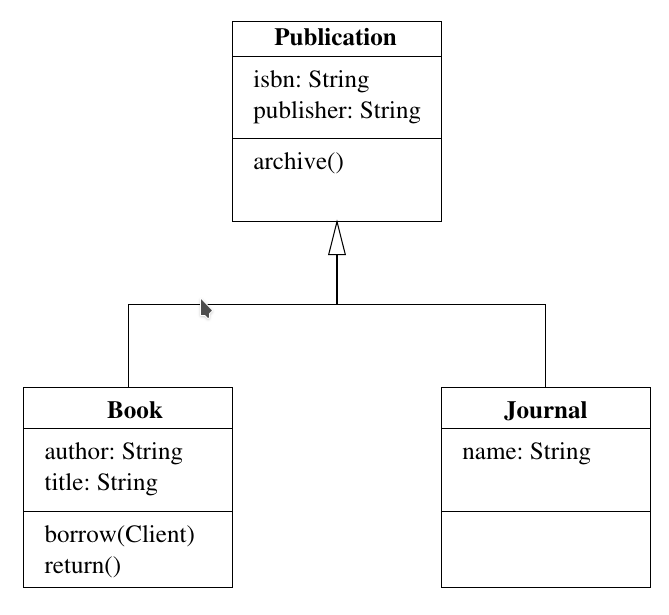 Publication
isbn: String
publisher: String
archive()
Book
author: String
title: String
borrow(Client)
return()
Journal
name: String